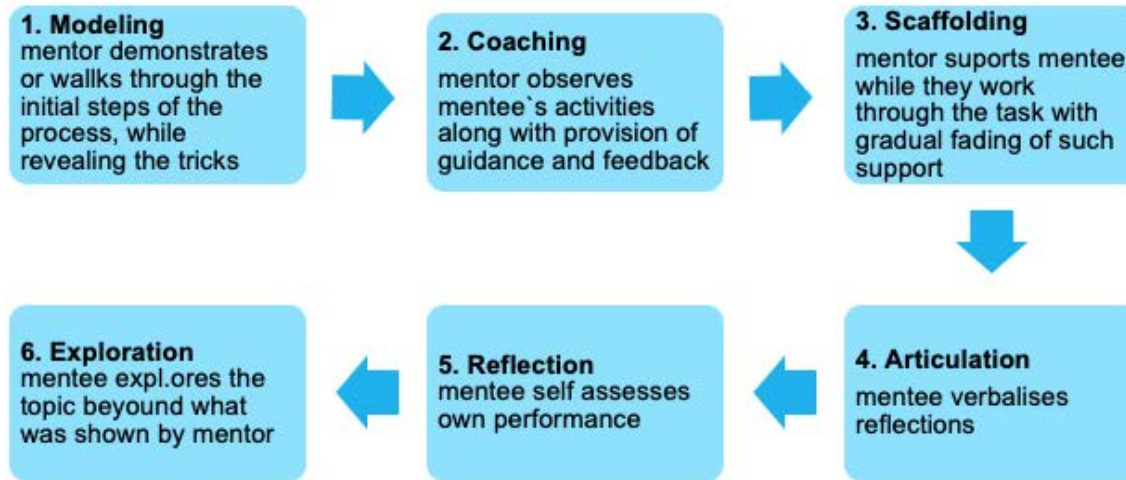 1. Modeling
mentor demonstrates
or wallks through the
initial steps of the
process, while
revealing the tricks
2. Coaching
mentor observes
mentee`s activities
along with provision of
guidance and feedback
3. Scaffolding
mentor suports mentee
while they work
through the task with
gradual fading of such
support
4. Articulation
mentee verbalises
reflections
5. Reflection
mentee self assesses
own performance
6. Exploration
mentee expl.ores the
topic beyound what
was shown by mentor